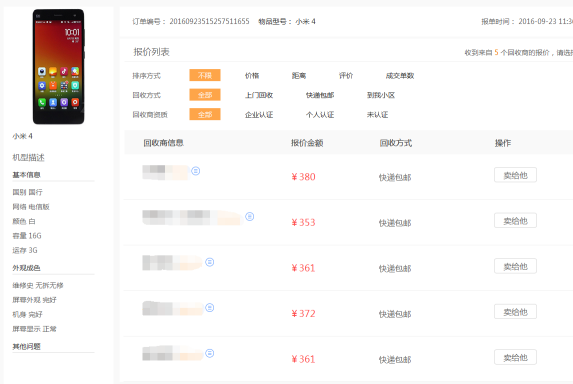 10:01
小米 4
机型描述
基本信息
国别 国行
网络 电信版
颜色 白
容量 16G
运存 3G
外观成色
维修史 无拆无修
屏幕外观 完好
机身 完好
屏幕显示 正常
其他问题
订单编号： 20160923515257511655 物品型号： 小米 4 报单时间： 2016-09-23 11:3
报价列表 收到来自 5 个回收商的报价，请选
排序方式 不限 价格 距离 评价 成交单数
回收方式 全部 上门回收 快递包邮 到我小区
回收商资质 全部 企业认证 个人认证 未认证
回收商信息 报价金额 回收方式 操作
¥380 快递包邮 卖给他
¥353 快递包邮 卖给他
¥361 快递包邮 卖给他
¥372 快递包邮 卖给他
¥361 快递包邮 卖给他